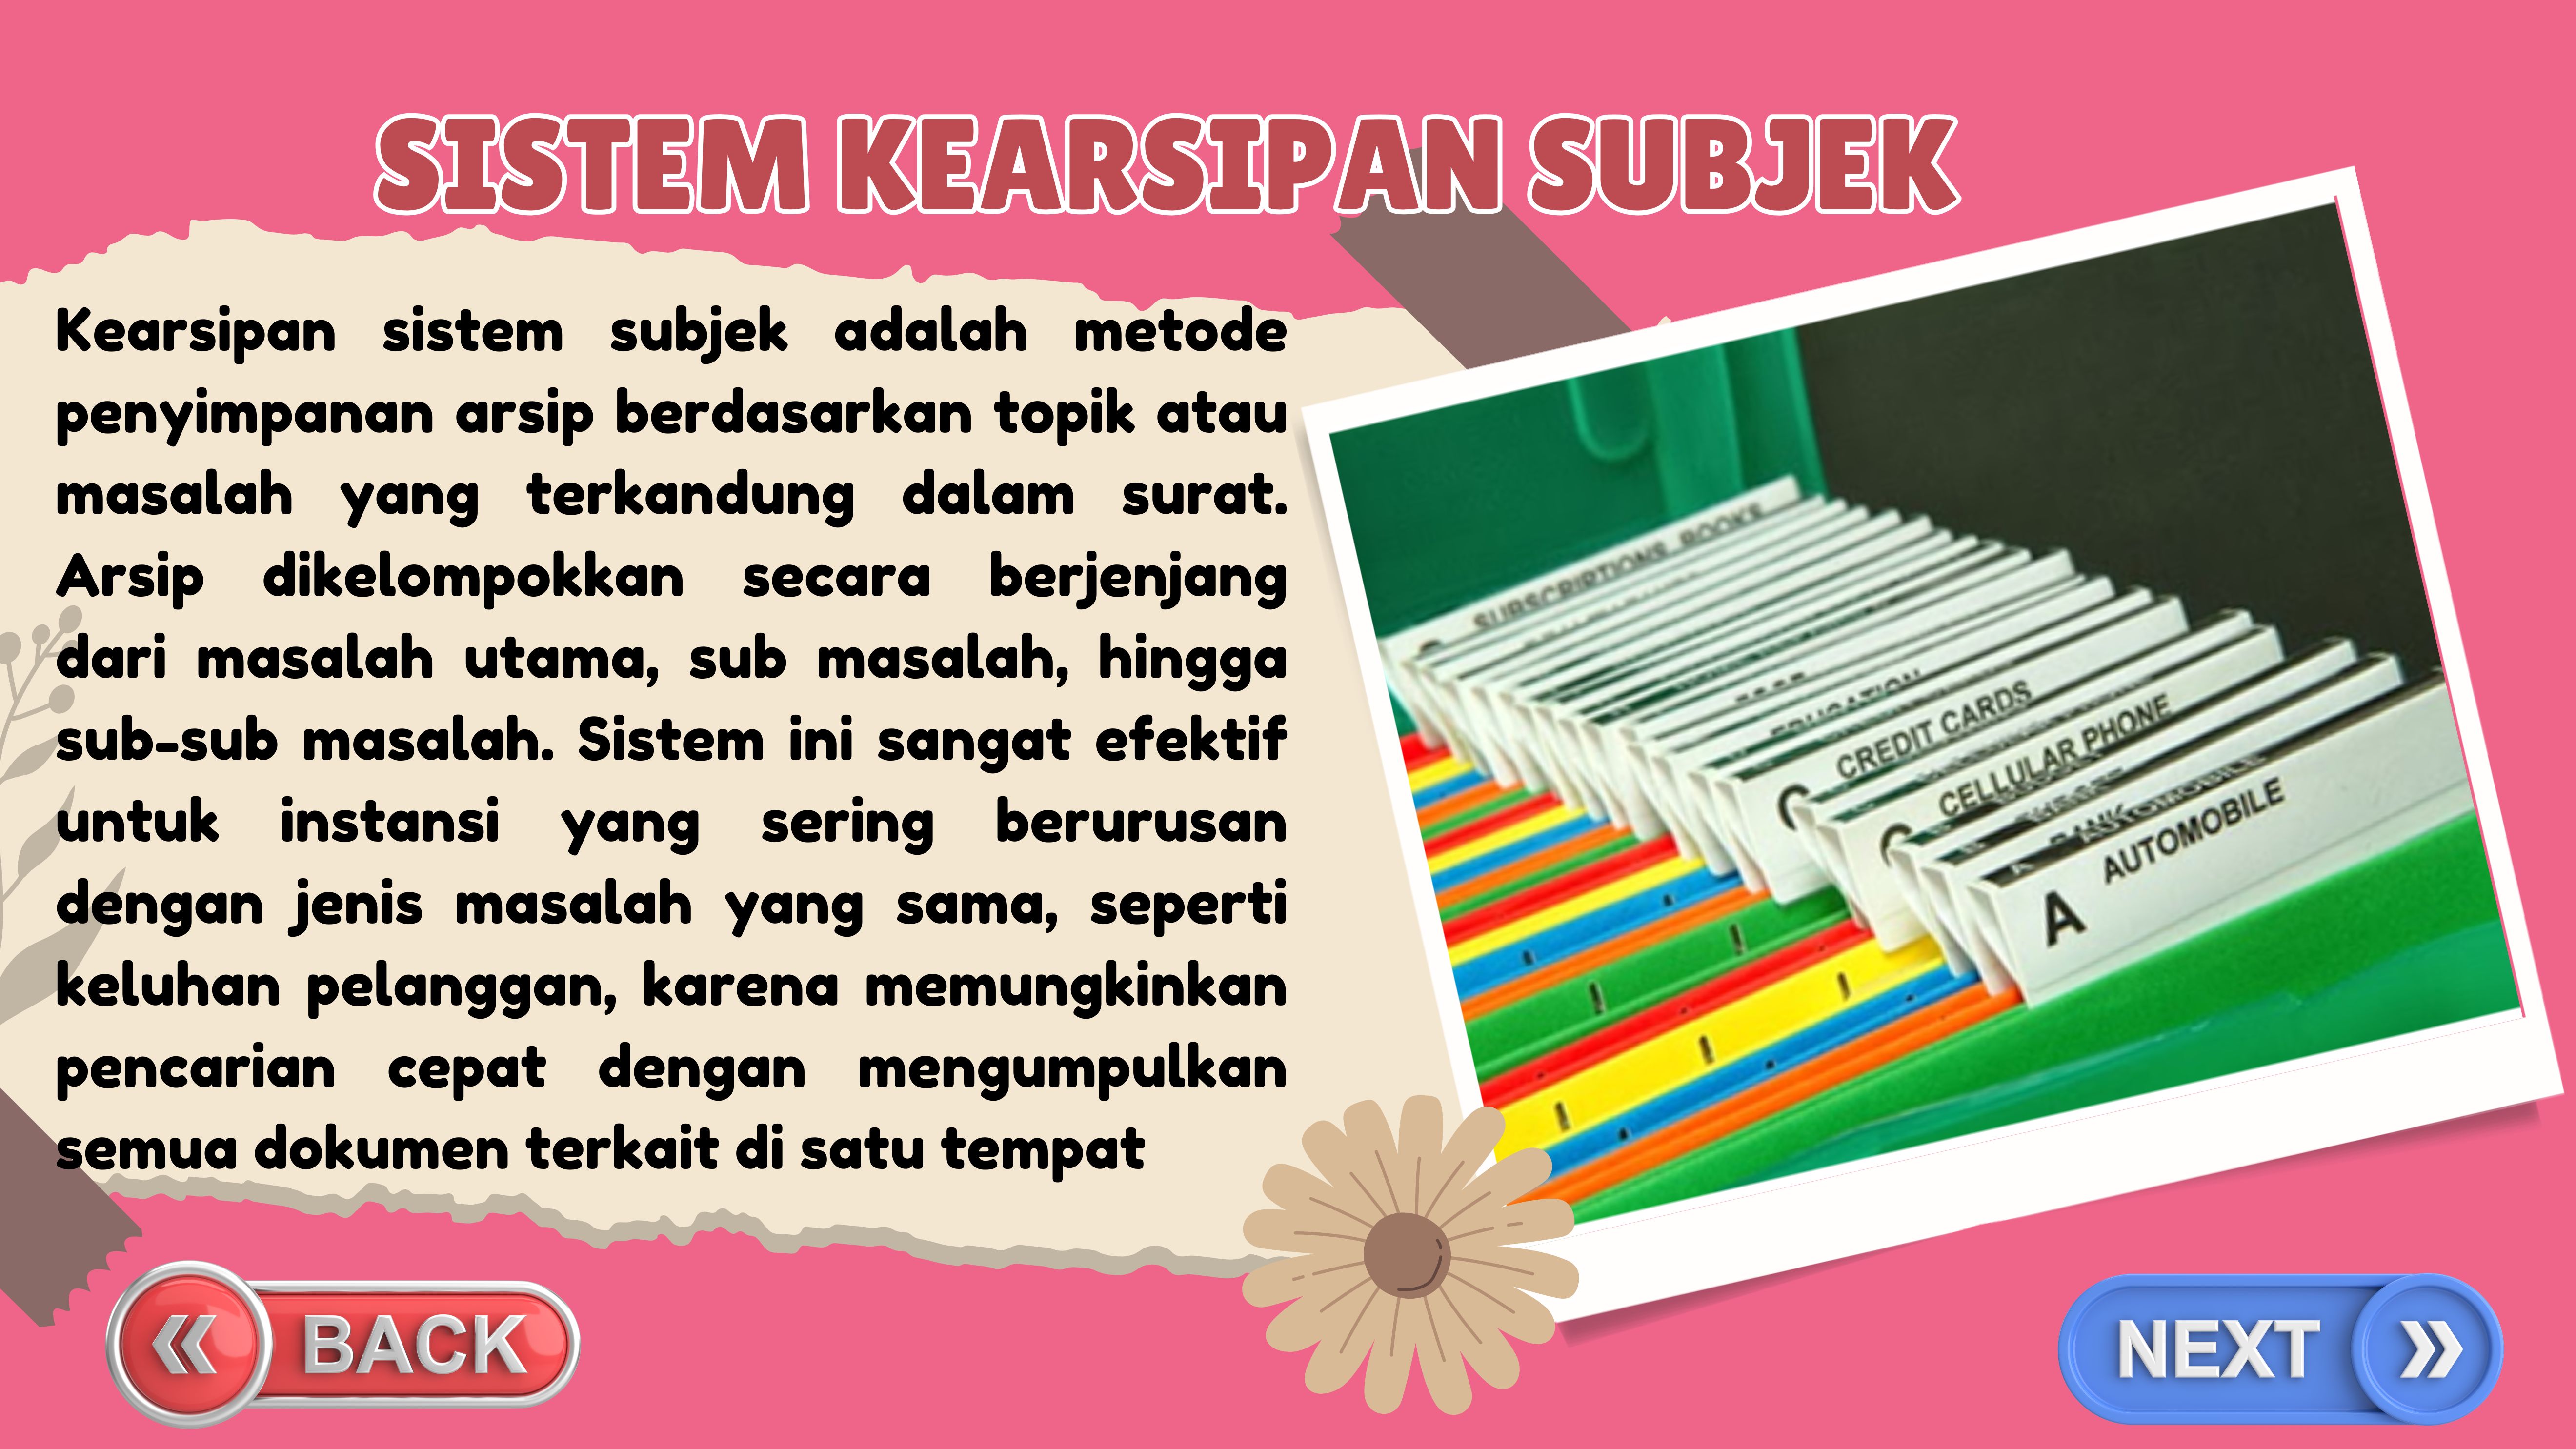 SISTEM KEARSIPAN SUBJEK
Kearsipan sistem subjek adalah metode
penyimpanan arsip berdasarkan topik atau
masalah yang terkandung dalam surat.
Arsip dikelompokkan secara berjenjang
dari masalah utama, sub masalah, hingga
sub-sub masalah. Sistem ini sangat efektif
untuk instansi yang sering berurusan
dengan jenis masalah yang sama, seperti
keluhan pelanggan, karena memungkinkan
pencarian cepat dengan mengumpulkan
semua dokumen terkait di satu tempat
SUBSCRIPTIONS, BOOKS
EDUCATION
C CREDIT CARDS
C CELLULAR PHONE
A AUTOMOBILE
BACK
NEXT